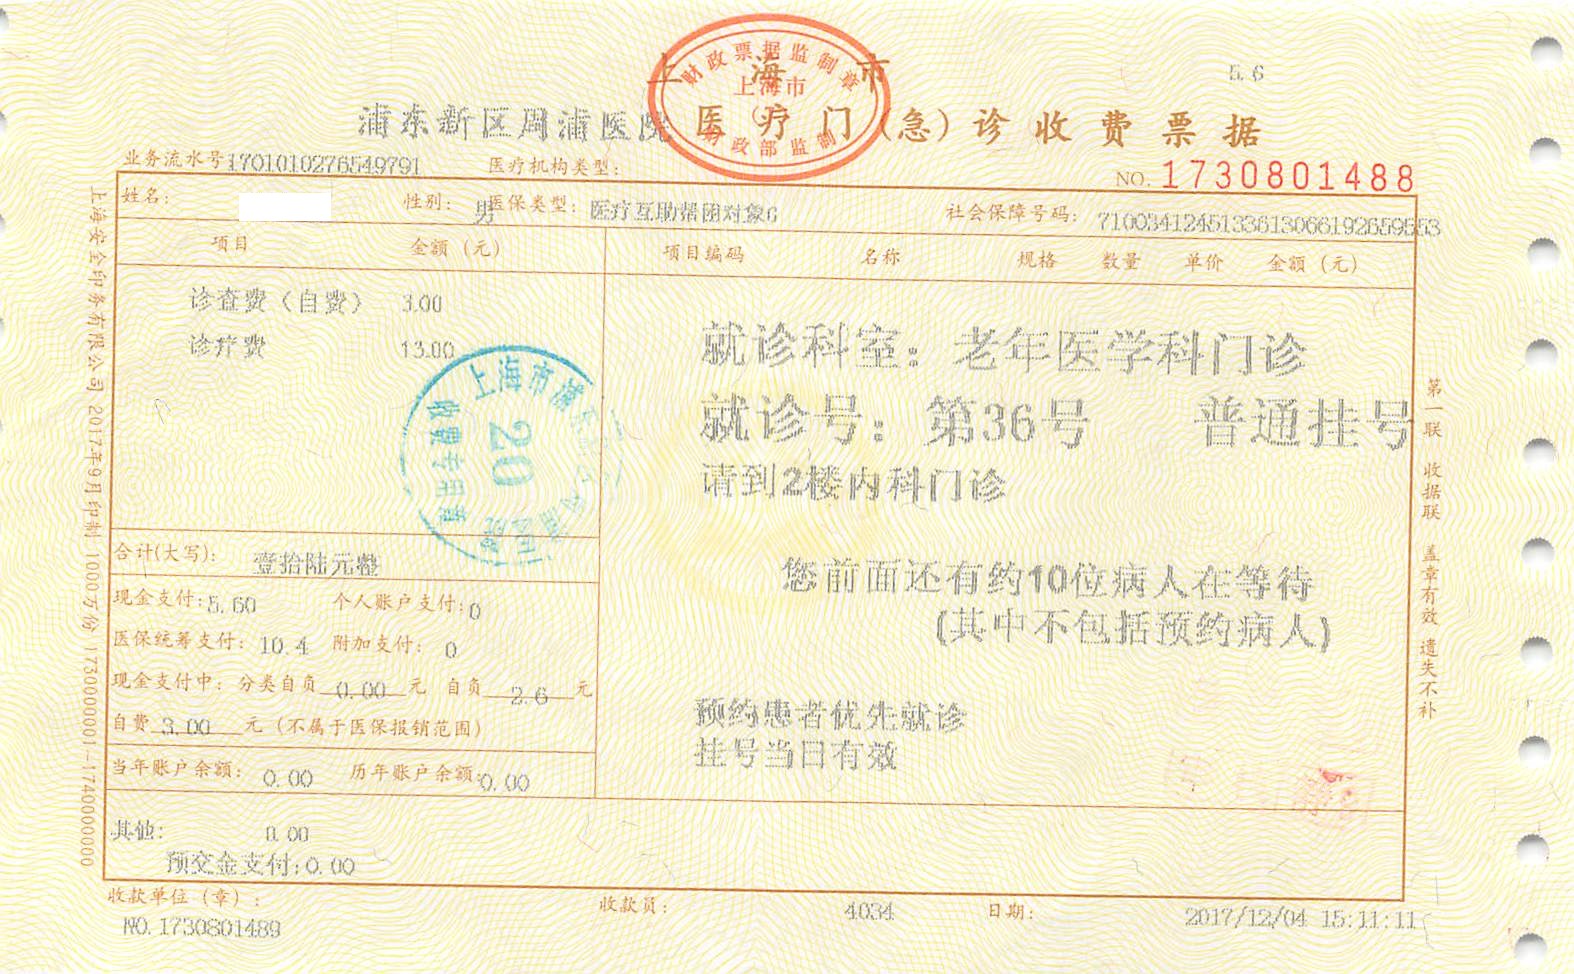 上海市
5.6
浦东新区周浦医院 医疗门(急)诊收费票据
财政票据监制章
上海市
财政部监制
业务流水号1701010276549791 医疗机构类型:
NO. 1730801488
姓名: 性别: 男 医保类型: 医疗互助帮困对象G 社会保障号码: 7100341245133613066192659553
项目 金额(元) 项目编码 名称 规格 数量 单价 金额(元)
诊查费(自费) 3.00
诊疗费 13.00
就诊科室: 老年医学科门诊
就诊号: 第36号 普通挂号
请到2楼内科门诊
您前面还有约10位病人在等待
(其中不包括预约病人)
预约患者优先就诊
挂号当日有效
上海市浦 周浦医院
20
收费专用章
合计(大写): 壹拾陆元整
现金支付:5.60 个人账户支付:0
医保统筹支付: 10.4 附加支付: 0
现金支付中: 分类自负 0.00 元 自负 2.6 元
自费 3.00 元 (不属于医保报销范围)
当年账户余额: 0.00 历年账户余额:0.00
其他: 0.00
预交金支付:0.00
收款单位(章): 收款员: 4034 日期: 2017/12/04 15:11:11
NO.1730801489
上海安全印务有限公司 2017年9月印制 1000万份 1730000001-1740000000
第一联 收据联 盖章有效 遗失不补